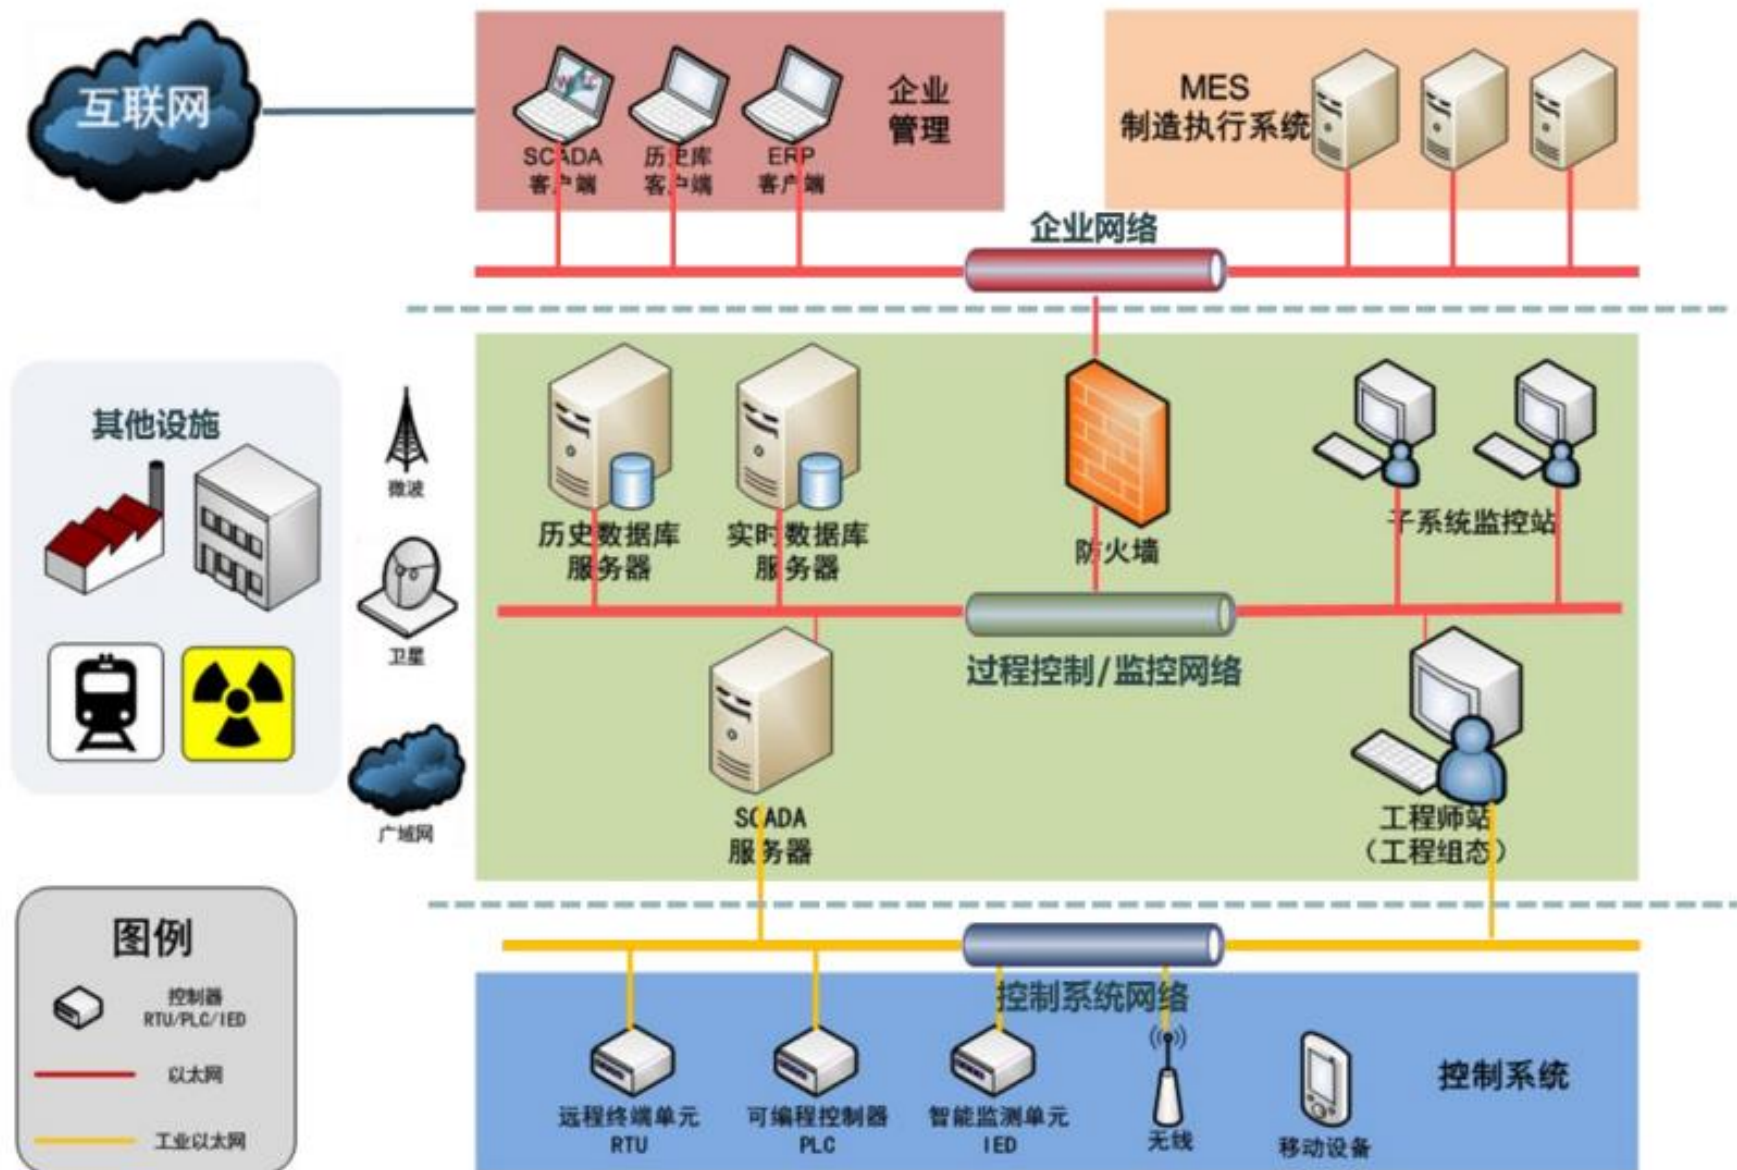 互联网
SCADA
客户端
历史库
客户端
ERP
客户端
企业
管理
MES
制造执行系统
企业网络
其他设施
微波
卫星
广域网
历史数据库
服务器
实时数据库
服务器
防火墙
子系统监控站
过程控制/监控网络
SCADA
服务器
工程师站
（工程组态）
图例
控制器
RTU/PLC/IED
以太网
工业以太网
控制系统网络
远程终端单元
RTU
可编程控制器
PLC
智能监测单元
IED
无线
移动设备
控制系统